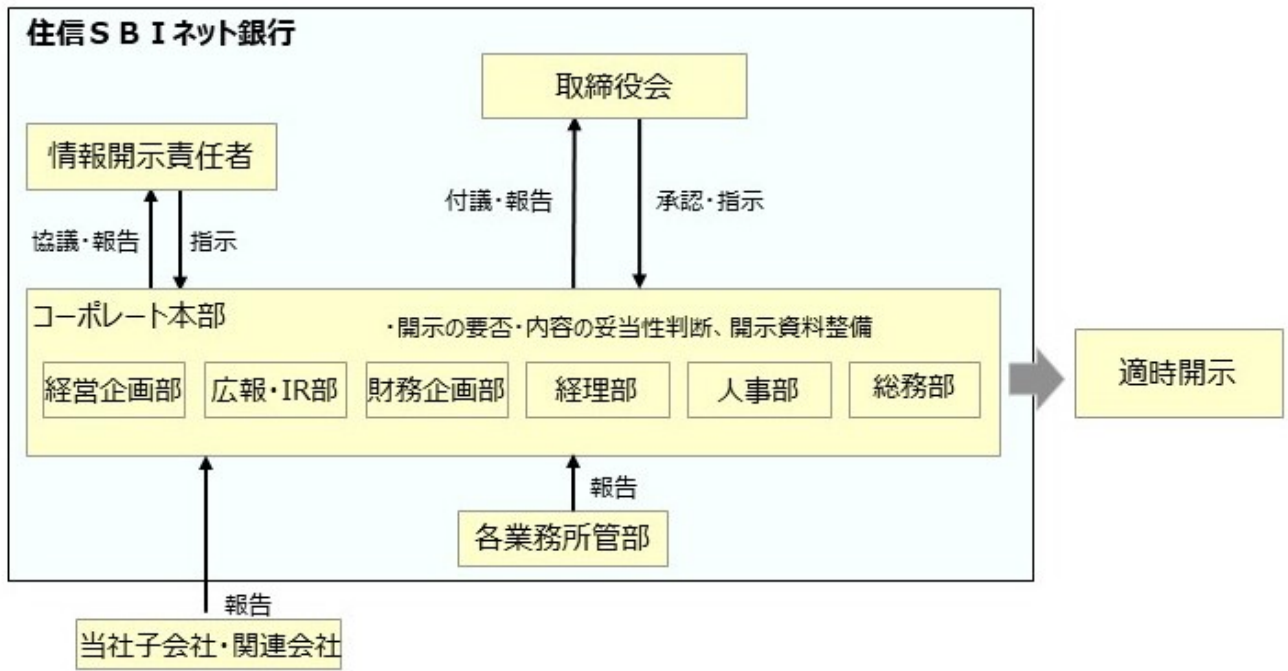 住信ＳＢＩネット銀行
取締役会
情報開示責任者
付議・報告
承認・指示
協議・報告
指示
コーポレート本部
・開示の要否・内容の妥当性判断、開示資料整備
経営企画部
広報・IR部
財務企画部
経理部
人事部
総務部
適時開示
報告
各業務所管部
報告
当社子会社・関連会社